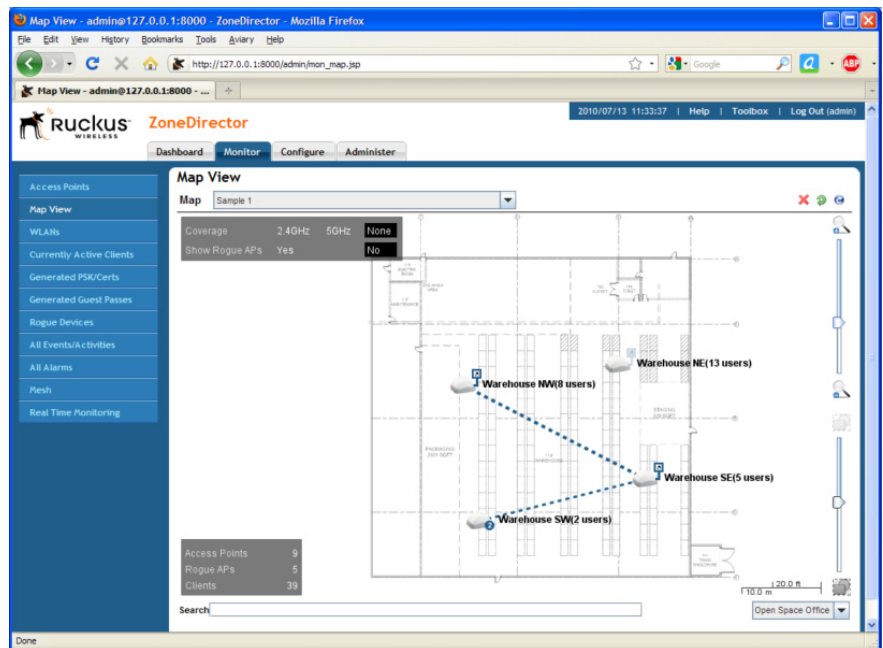 Map View - admin@127.0.0.1:8000 - ZoneDirector - Mozilla Firefox
File Edit View History Bookmarks Tools Aviary Help
http://127.0.0.1:8000/admin/mon_map.jsp
Google
ABP
Map View - admin@127.0.0.1:8000 - ...
2010/07/13 11:33:37 | Help | Toolbox | Log Out (admin)
Ruckus WIRELESS
ZoneDirector
Dashboard Monitor Configure Administer
Map View
Map Sample 1
Access Points
Map View
WLANs
Currently Active Clients
Generated PSK/Certs
Generated Guest Passes
Rogue Devices
All Events/Activities
All Alarms
Mesh
Real Time Monitoring
Coverage 2.4GHz 5GHz None
Show Rogue APs Yes No
Warehouse NE(13 users)
Warehouse NW(8 users)
Warehouse SE(5 users)
Warehouse SW(2 users)
2
Access Points 9
Rogue APs 5
Clients 39
20.0 ft
10.0 m
Search
Open Space Office
Done